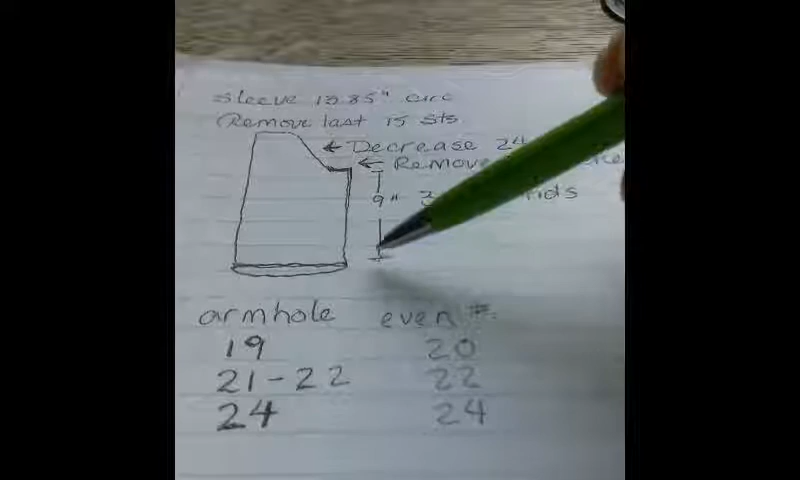 Sleeve 13.85" circ
Remove last 15 sts
← Decrease 24
← Remove
9"
armhole even #:
19 20
21-22 22
24 24